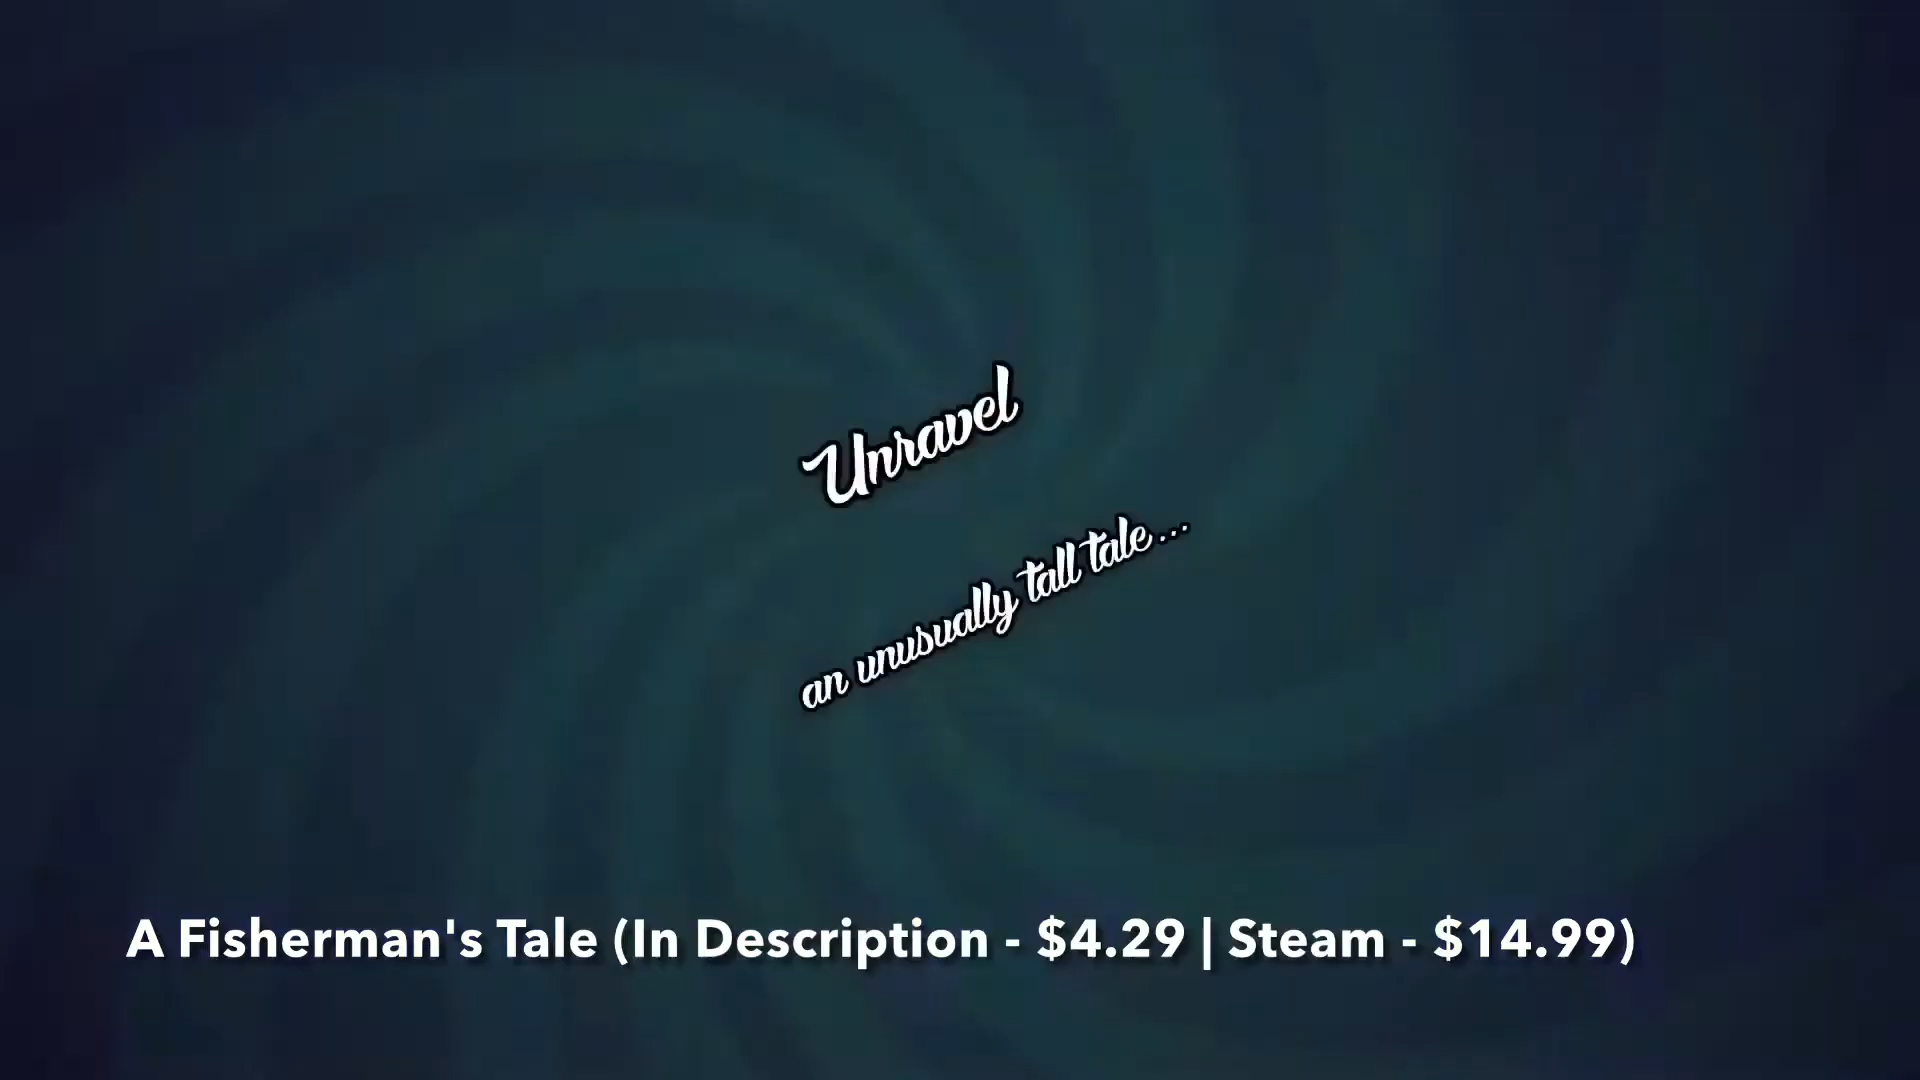 Unravel
an unusually tall tale...
A Fisherman's Tale (In Description - $4.29 | Steam - $14.99)